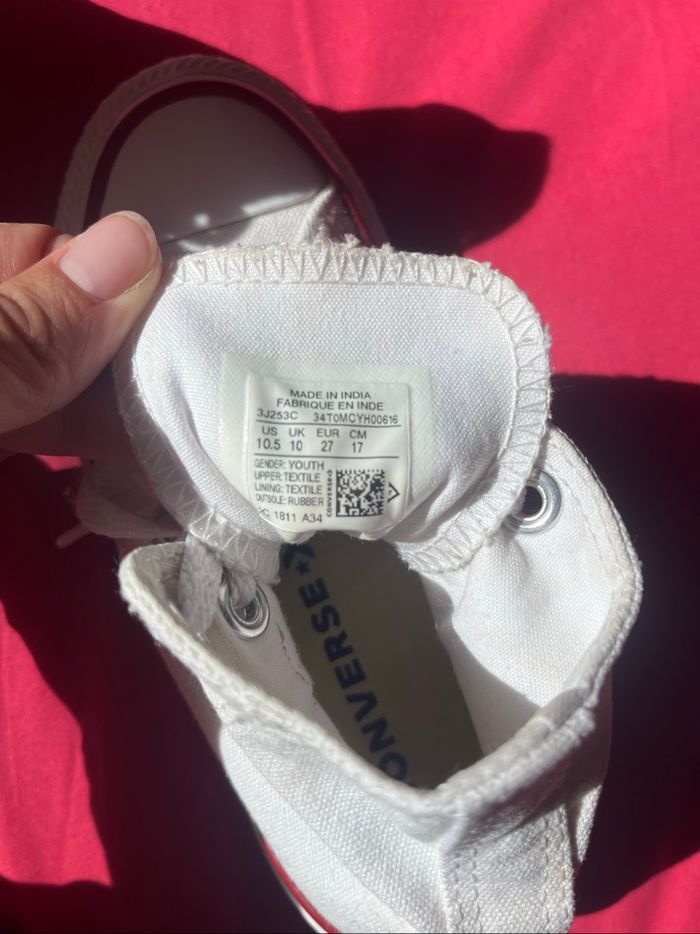 MADE IN INDIA
FABRIQUE EN INDE
3J253C 34T0MCYH00616
US UK EUR CM
10.5 10 27 17
GENDER: YOUTH
UPPER: TEXTILE
LINING: TEXTILE
OUTSOLE: RUBBER
1811 A34
CONVERSE
ONVERSE